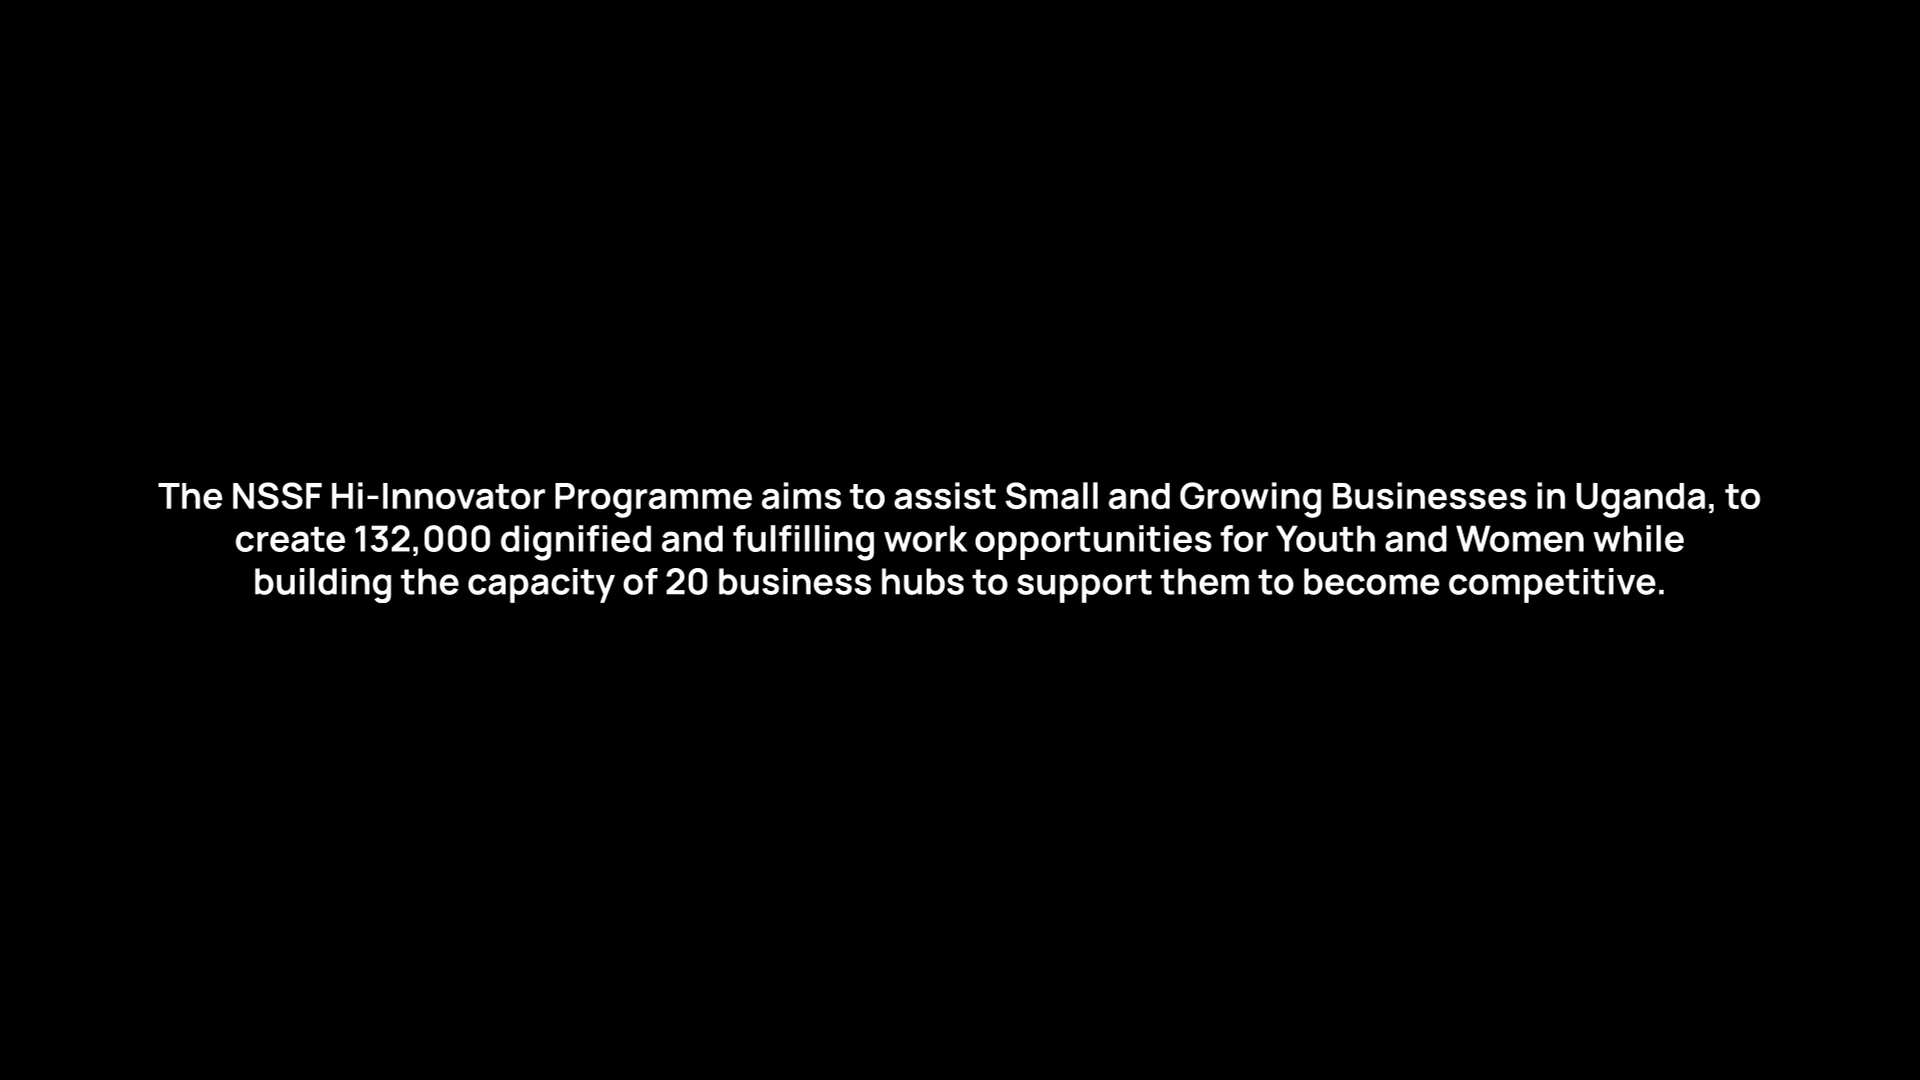 The NSSF Hi-Innovator Programme aims to assist Small and Growing Businesses in Uganda, to
create 132,000 dignified and fulfilling work opportunities for Youth and Women while
building the capacity of 20 business hubs to support them to become competitive.